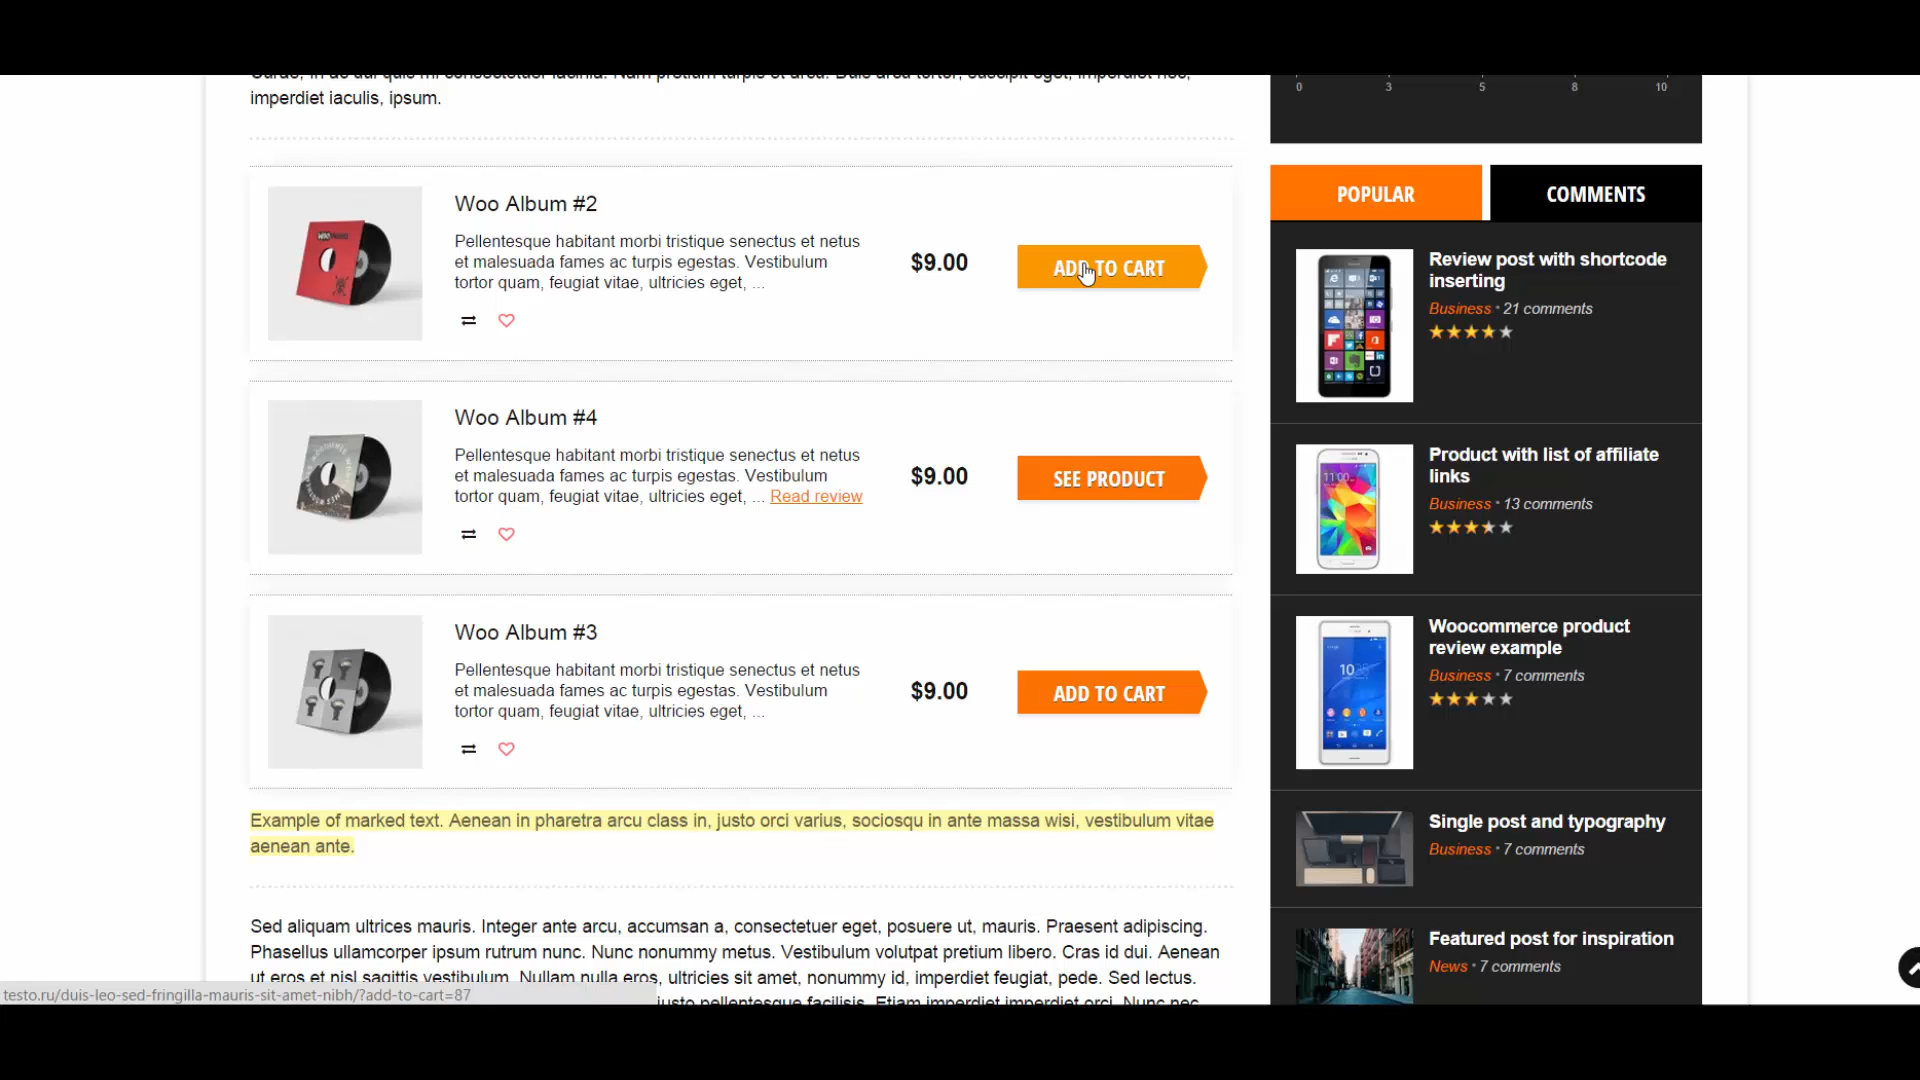 imperdiet iaculis, ipsum.
0 3 5 8 10
Woo Album #2
Pellentesque habitant morbi tristique senectus et netus
et malesuada fames ac turpis egestas. Vestibulum
tortor quam, feugiat vitae, ultricies eget, ...
$9.00
ADD TO CART
Woo Album #4
Pellentesque habitant morbi tristique senectus et netus
et malesuada fames ac turpis egestas. Vestibulum
tortor quam, feugiat vitae, ultricies eget, ... Read review
$9.00
SEE PRODUCT
Woo Album #3
Pellentesque habitant morbi tristique senectus et netus
et malesuada fames ac turpis egestas. Vestibulum
tortor quam, feugiat vitae, ultricies eget, ...
$9.00
ADD TO CART
Example of marked text. Aenean in pharetra arcu class in, justo orci varius, sociosqu in ante massa wisi, vestibulum vitae
aenean ante.
Sed aliquam ultrices mauris. Integer ante arcu, accumsan a, consectetuer eget, posuere ut, mauris. Praesent adipiscing.
Phasellus ullamcorper ipsum rutrum nunc. Nunc nonummy metus. Vestibulum volutpat pretium libero. Cras id dui. Aenean
ut eros et nisl sagittis vestibulum. Nullam nulla eros, ultricies sit amet, nonummy id, imperdiet feugiat, pede. Sed lectus.
justo pellentesque facilisis. Etiam imperdiet imperdiet orci. Nunc nec
testo.ru/duis-leo-sed-fringilla-mauris-sit-amet-nibh/?add-to-cart=87
POPULAR
COMMENTS
Review post with shortcode
inserting
Business • 21 comments
Product with list of affiliate
links
Business • 13 comments
Woocommerce product
review example
Business • 7 comments
Single post and typography
Business • 7 comments
Featured post for inspiration
News • 7 comments